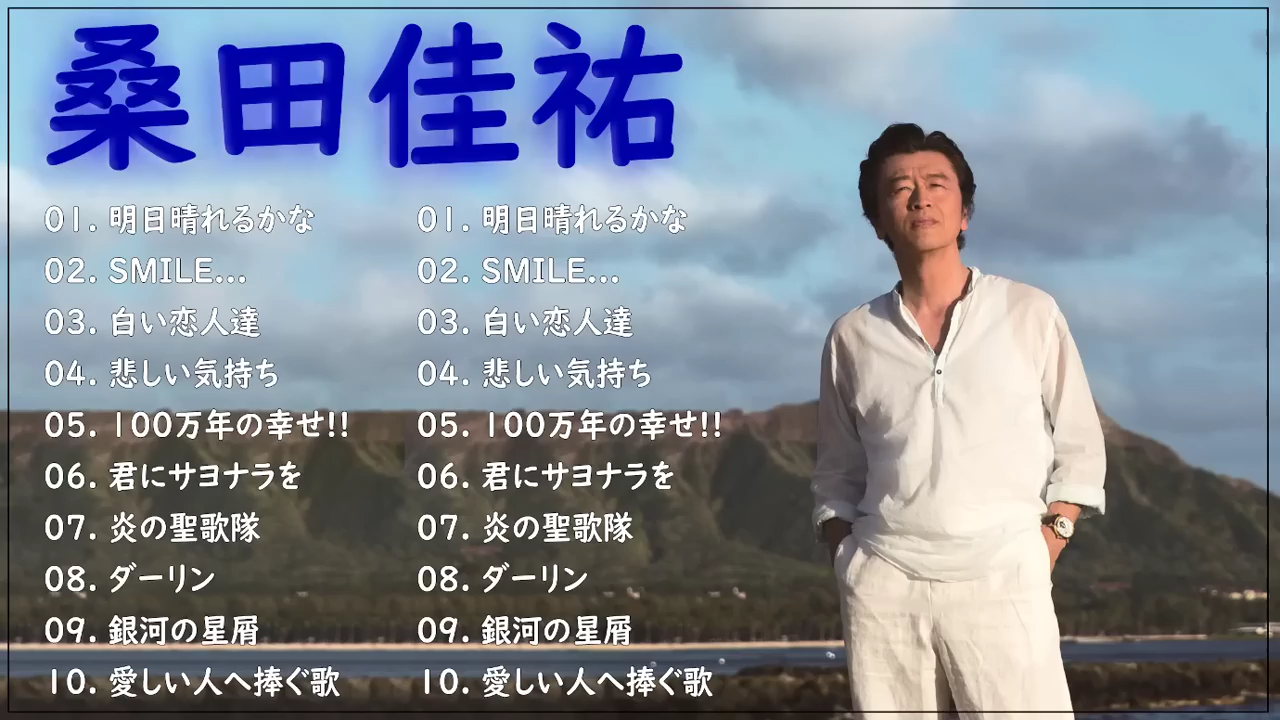 桑田佳祐
01. 明日晴れるかな
02. SMILE...
03. 白い恋人達
04. 悲しい気持ち
05. 100万年の幸せ!!
06. 君にサヨナラを
07. 炎の聖歌隊
08. ダーリン
09. 銀河の星屑
10. 愛しい人へ捧ぐ歌
01. 明日晴れるかな
02. SMILE...
03. 白い恋人達
04. 悲しい気持ち
05. 100万年の幸せ!!
06. 君にサヨナラを
07. 炎の聖歌隊
08. ダーリン
09. 銀河の星屑
10. 愛しい人へ捧ぐ歌